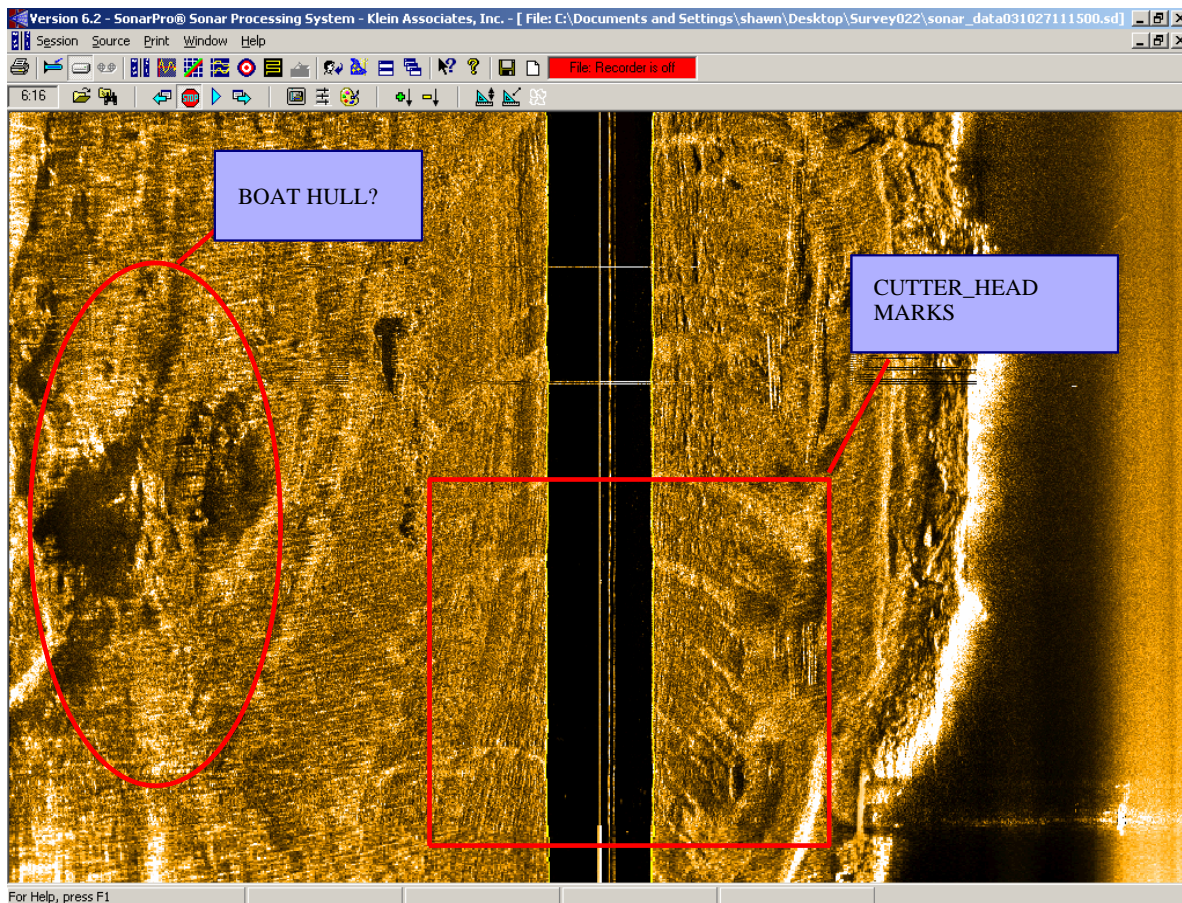 Version 6.2 - SonarPro® Sonar Processing System - Klein Associates, Inc. - [ File: C:\Documents and Settings\shawn\Desktop\Survey022\sonar_data031027111500.sd]
Session Source Print Window Help
File: Recorder is off
6:16
STOP
BOAT HULL?
CUTTER_HEAD
MARKS
For Help, press F1